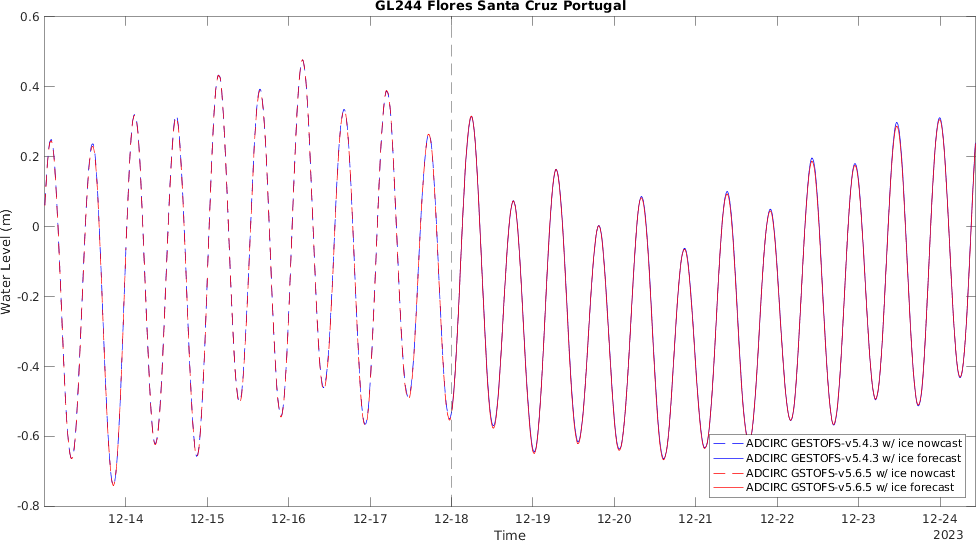 GL244 Flores Santa Cruz Portugal
0.6
0.4
0.2
0
-0.2
-0.4
-0.6
-0.8
Water Level (m)
ADCIRC GESTOFS-v5.4.3 w/ ice nowcast
ADCIRC GESTOFS-v5.4.3 w/ ice forecast
ADCIRC GSTOFS-v5.6.5 w/ ice nowcast
ADCIRC GSTOFS-v5.6.5 w/ ice forecast
12-14 12-15 12-16 12-17 12-18 12-19 12-20 12-21 12-22 12-23 12-24
Time
2023